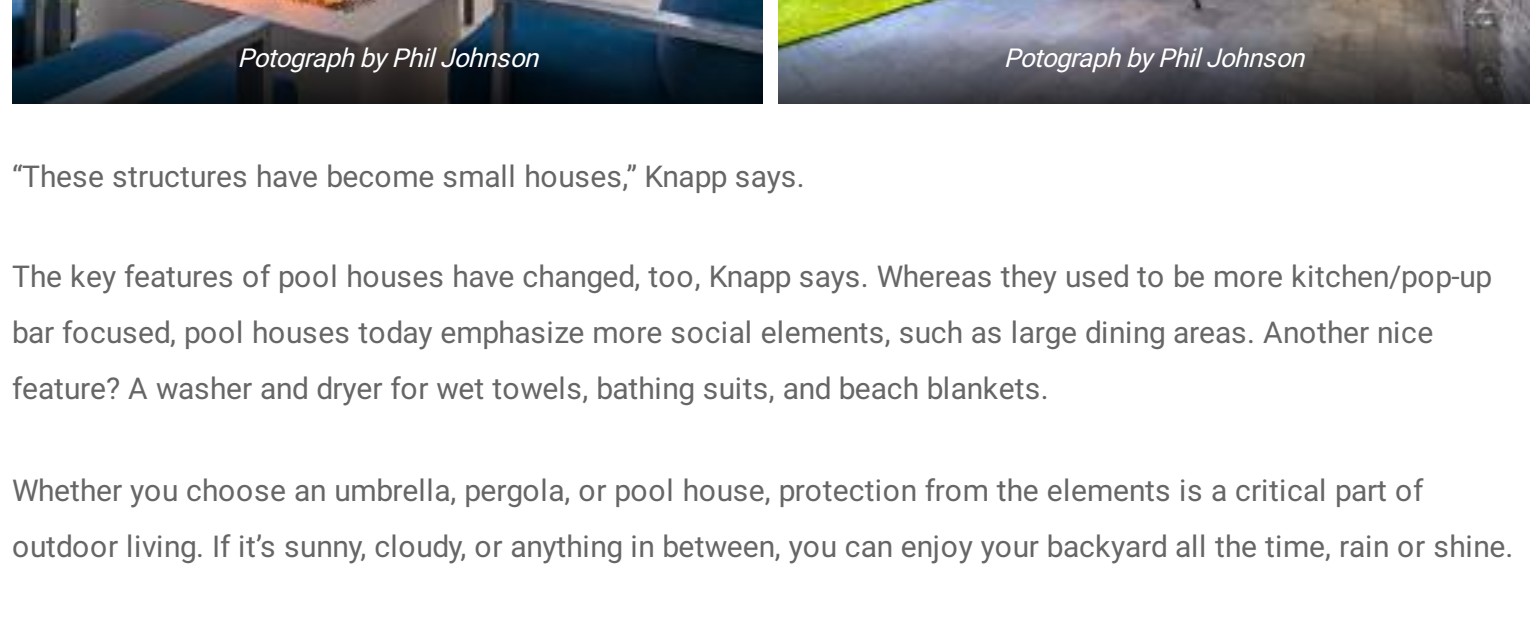 Potograph by Phil Johnson
Potograph by Phil Johnson
“These structures have become small houses,” Knapp says.
The key features of pool houses have changed, too, Knapp says. Whereas they used to be more kitchen/pop-up
bar focused, pool houses today emphasize more social elements, such as large dining areas. Another nice
feature? A washer and dryer for wet towels, bathing suits, and beach blankets.
Whether you choose an umbrella, pergola, or pool house, protection from the elements is a critical part of
outdoor living. If it’s sunny, cloudy, or anything in between, you can enjoy your backyard all the time, rain or shine.